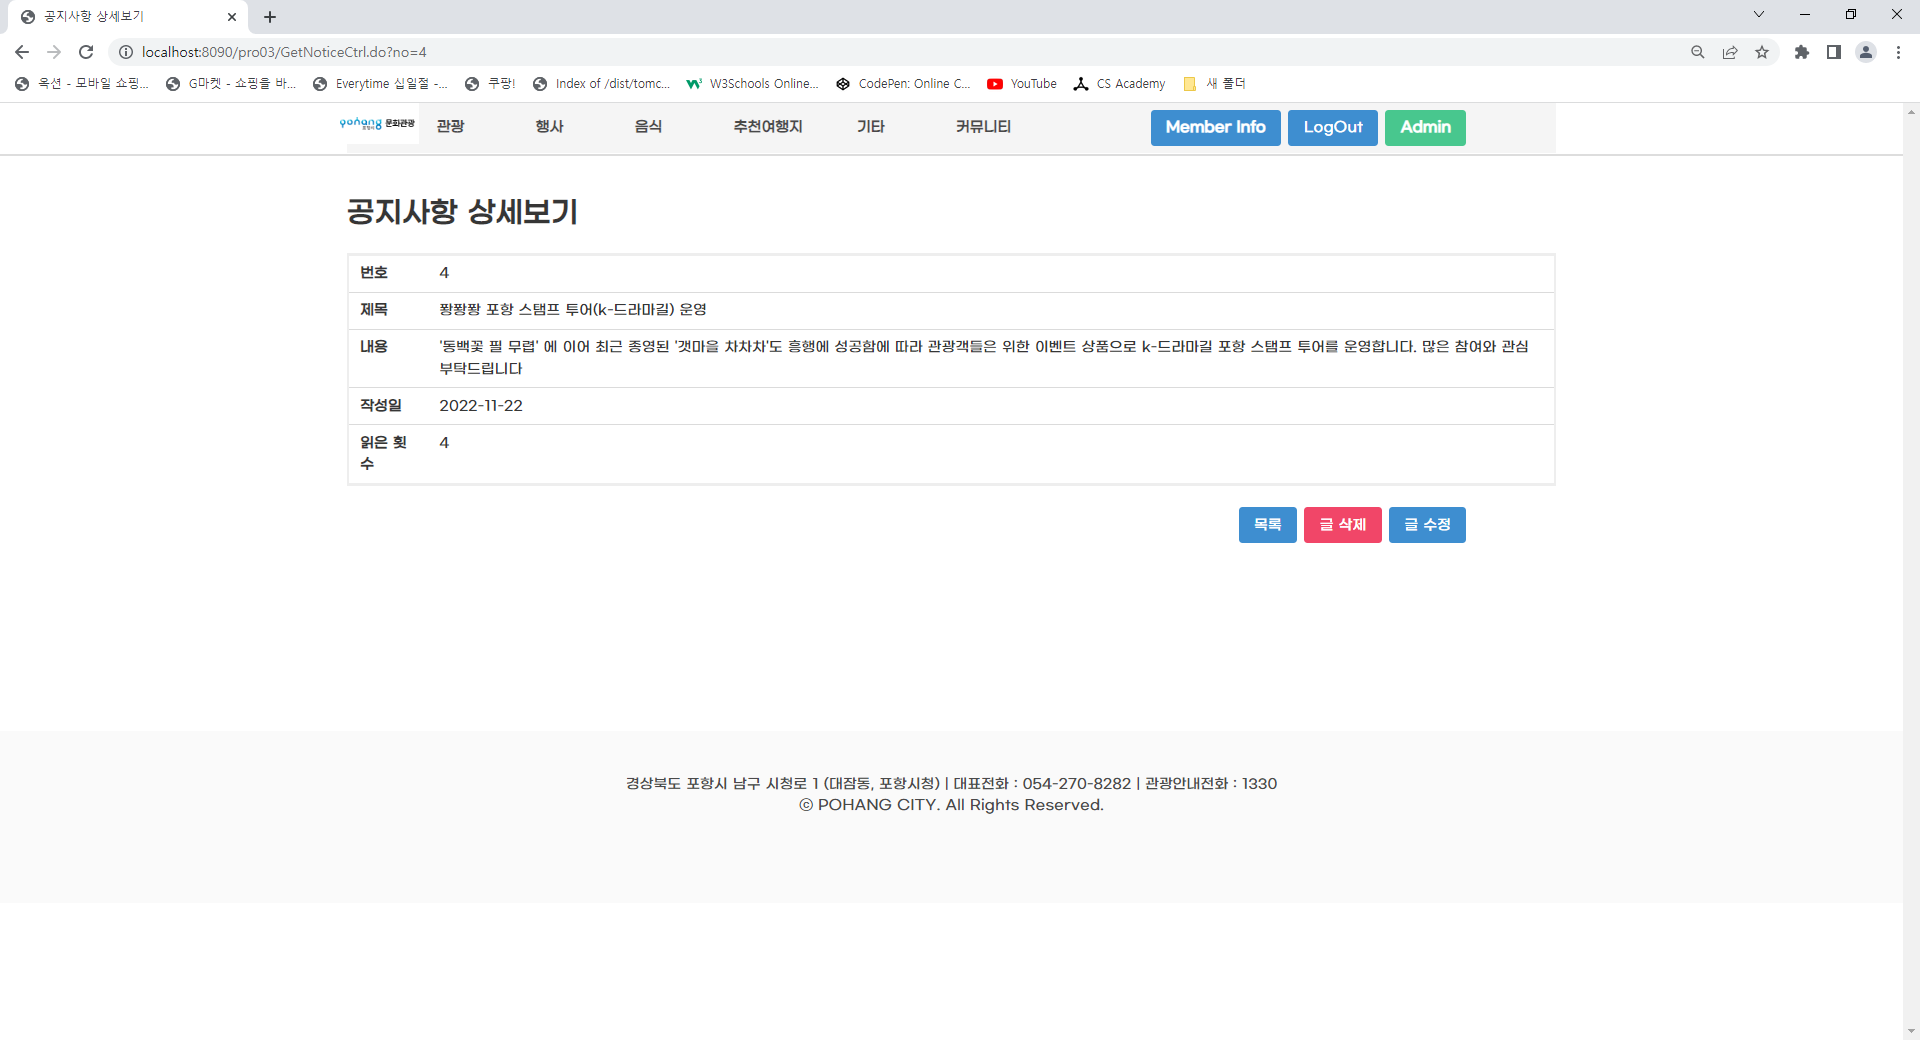 공지사항 상세보기
localhost:8090/pro03/GetNoticeCtrl.do?no=4
옥션 - 모바일 쇼핑... G마켓 - 쇼핑을 바... Everytime 십일절 -... 쿠팡! Index of /dist/tomc... W3Schools Online... CodePen: Online C... YouTube CS Academy 새 폴더
pohang 포항시 문화관광 관광 행사 음식 추천여행지 기타 커뮤니티 Member Info LogOut Admin
공지사항 상세보기
번호 4
제목 쫭쫭쫭 포항 스탬프 투어(k-드라마길) 운영
내용 '동백꽃 필 무렵' 에 이어 최근 종영된 '갯마을 차차차'도 흥행에 성공함에 따라 관광객들은 위한 이벤트 상품으로 k-드라마길 포항 스탬프 투어를 운영합니다. 많은 참여와 관심
부탁드립니다
작성일 2022-11-22
읽은 횟 4
수
목록 글 삭제 글 수정
경상북도 포항시 남구 시청로 1 (대잠동, 포항시청) | 대표전화 : 054-270-8282 | 관광안내전화 : 1330
ⓒ POHANG CITY. All Rights Reserved.